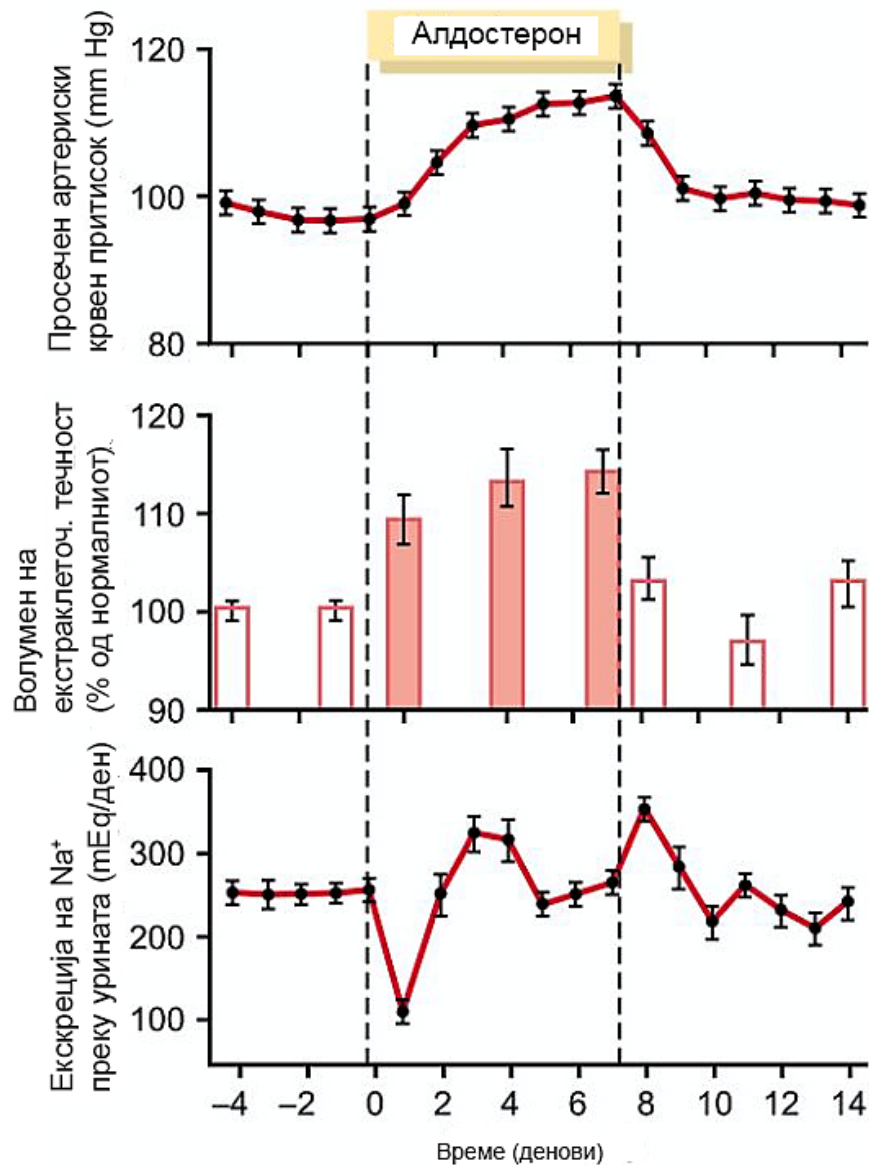 Алдостерон
Просечен артериски
крвен притисок (mm Hg)
120
100
80
Волумен на
екстраклеточ. течност
(% од нормалниот)
120
110
100
90
Екскреција на Na⁺
преку урината (mEq/ден)
400
300
200
100
–4 –2 0 2 4 6 8 10 12 14
Време (денови)